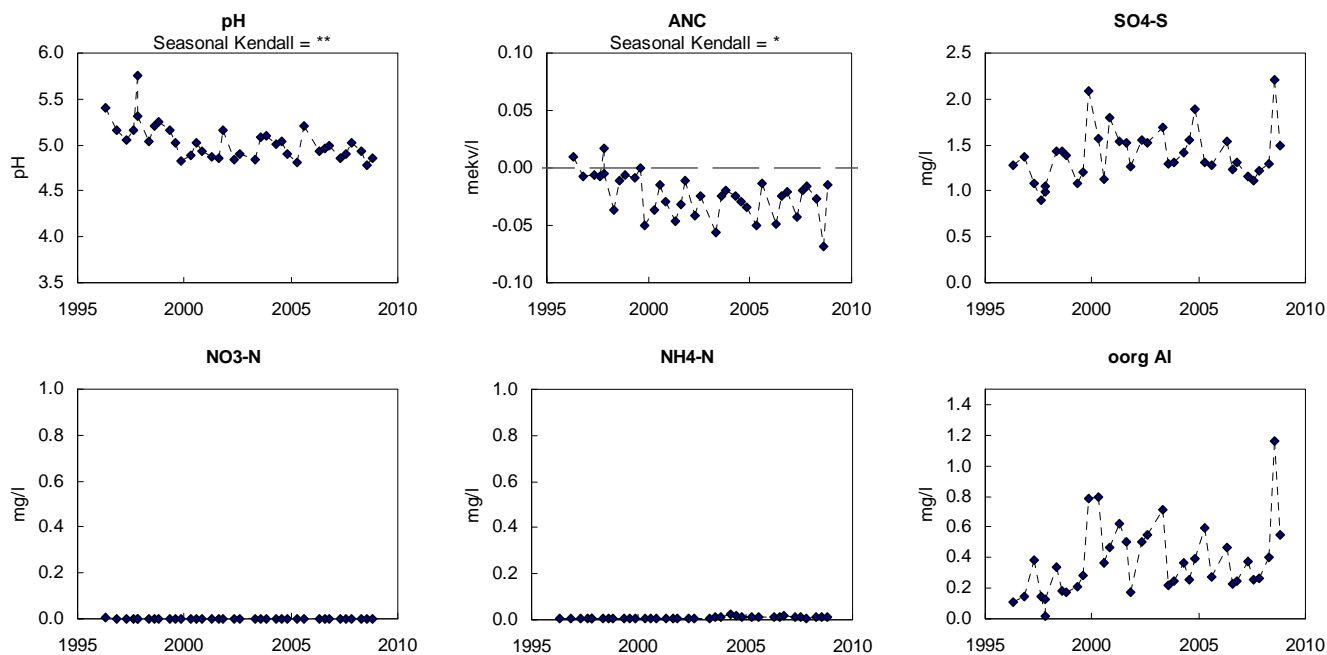 pH
Seasonal Kendall = **
6.0
5.5
5.0
4.5
4.0
3.5
pH
1995 2000 2005 2010
ANC
Seasonal Kendall = *
0.10
0.05
0.00
-0.05
-0.10
mekv/l
1995 2000 2005 2010
SO4-S
2.5
2.0
1.5
1.0
0.5
0.0
mg/l
1995 2000 2005 2010
NO3-N
1.0
0.8
0.6
0.4
0.2
0.0
mg/l
1995 2000 2005 2010
NH4-N
1.0
0.8
0.6
0.4
0.2
0.0
mg/l
1995 2000 2005 2010
oorg Al
1.4
1.2
1.0
0.8
0.6
0.4
0.2
0.0
mg/l
1995 2000 2005 2010